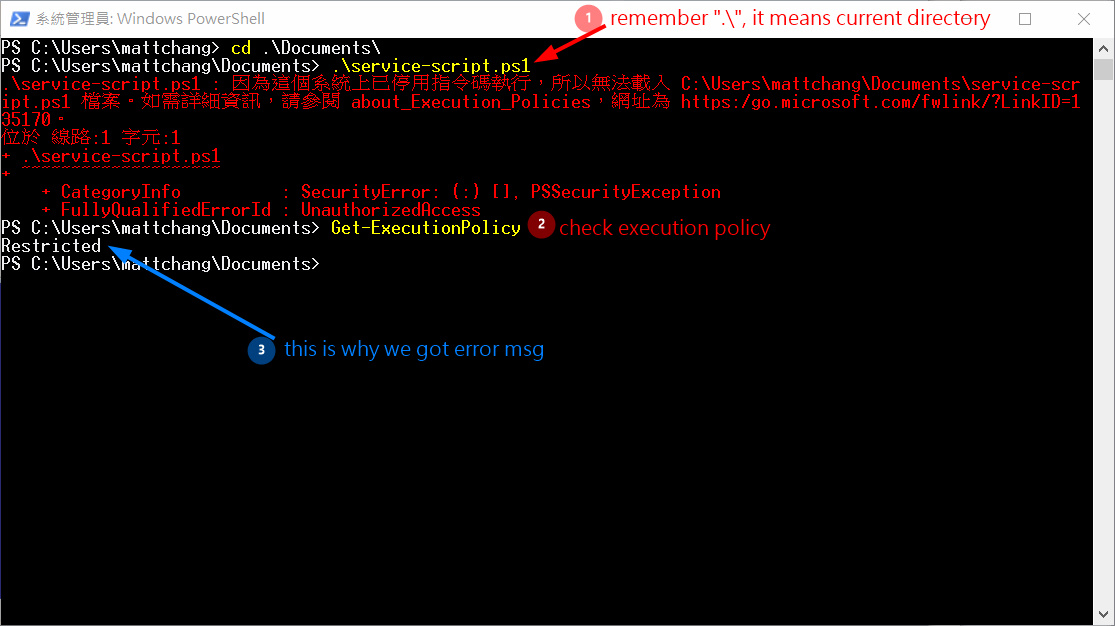 系統管理員: Windows PowerShell
1 remember ".\", it means current directory
PS C:\Users\mattchang> cd .\Documents\
PS C:\Users\mattchang\Documents> .\service-script.ps1
.\service-script.ps1 : 因為這個系統上已停用指令碼執行，所以無法載入 C:\Users\mattchang\Documents\service-scr
ipt.ps1 檔案。如需詳細資訊，請參閱 about_Execution_Policies，網址為 https:/go.microsoft.com/fwlink/?LinkID=1
35170。
位於 線路:1 字元:1
+ .\service-script.ps1
+ ~~~~~~~~~~~~~~~~~~~~
+ CategoryInfo : SecurityError: (:) [], PSSecurityException
+ FullyQualifiedErrorId : UnauthorizedAccess
PS C:\Users\mattchang\Documents> Get-ExecutionPolicy 2 check execution policy
Restricted
PS C:\Users\mattchang\Documents>
3 this is why we got error msg